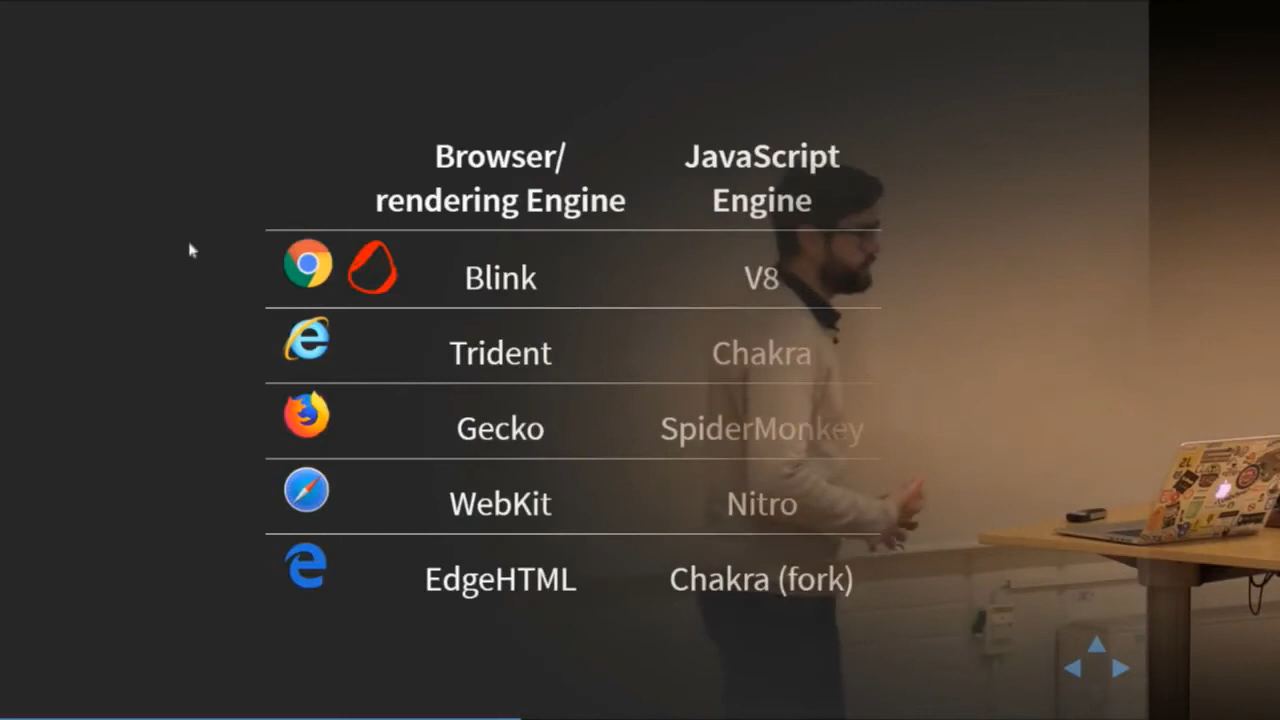 Browser/
rendering Engine
JavaScript
Engine
Blink V8
Trident Chakra
Gecko SpiderMonkey
WebKit Nitro
EdgeHTML Chakra (fork)